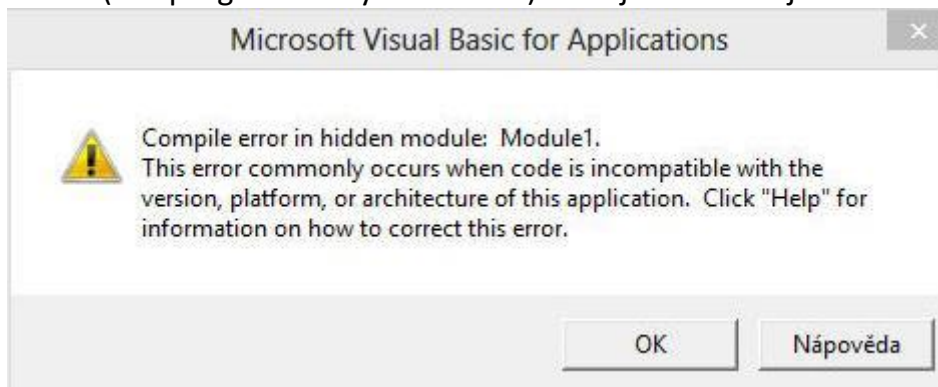 Microsoft Visual Basic for Applications
Compile error in hidden module: Module1.
This error commonly occurs when code is incompatible with the
version, platform, or architecture of this application. Click "Help" for
information on how to correct this error.
OK
Nápověda